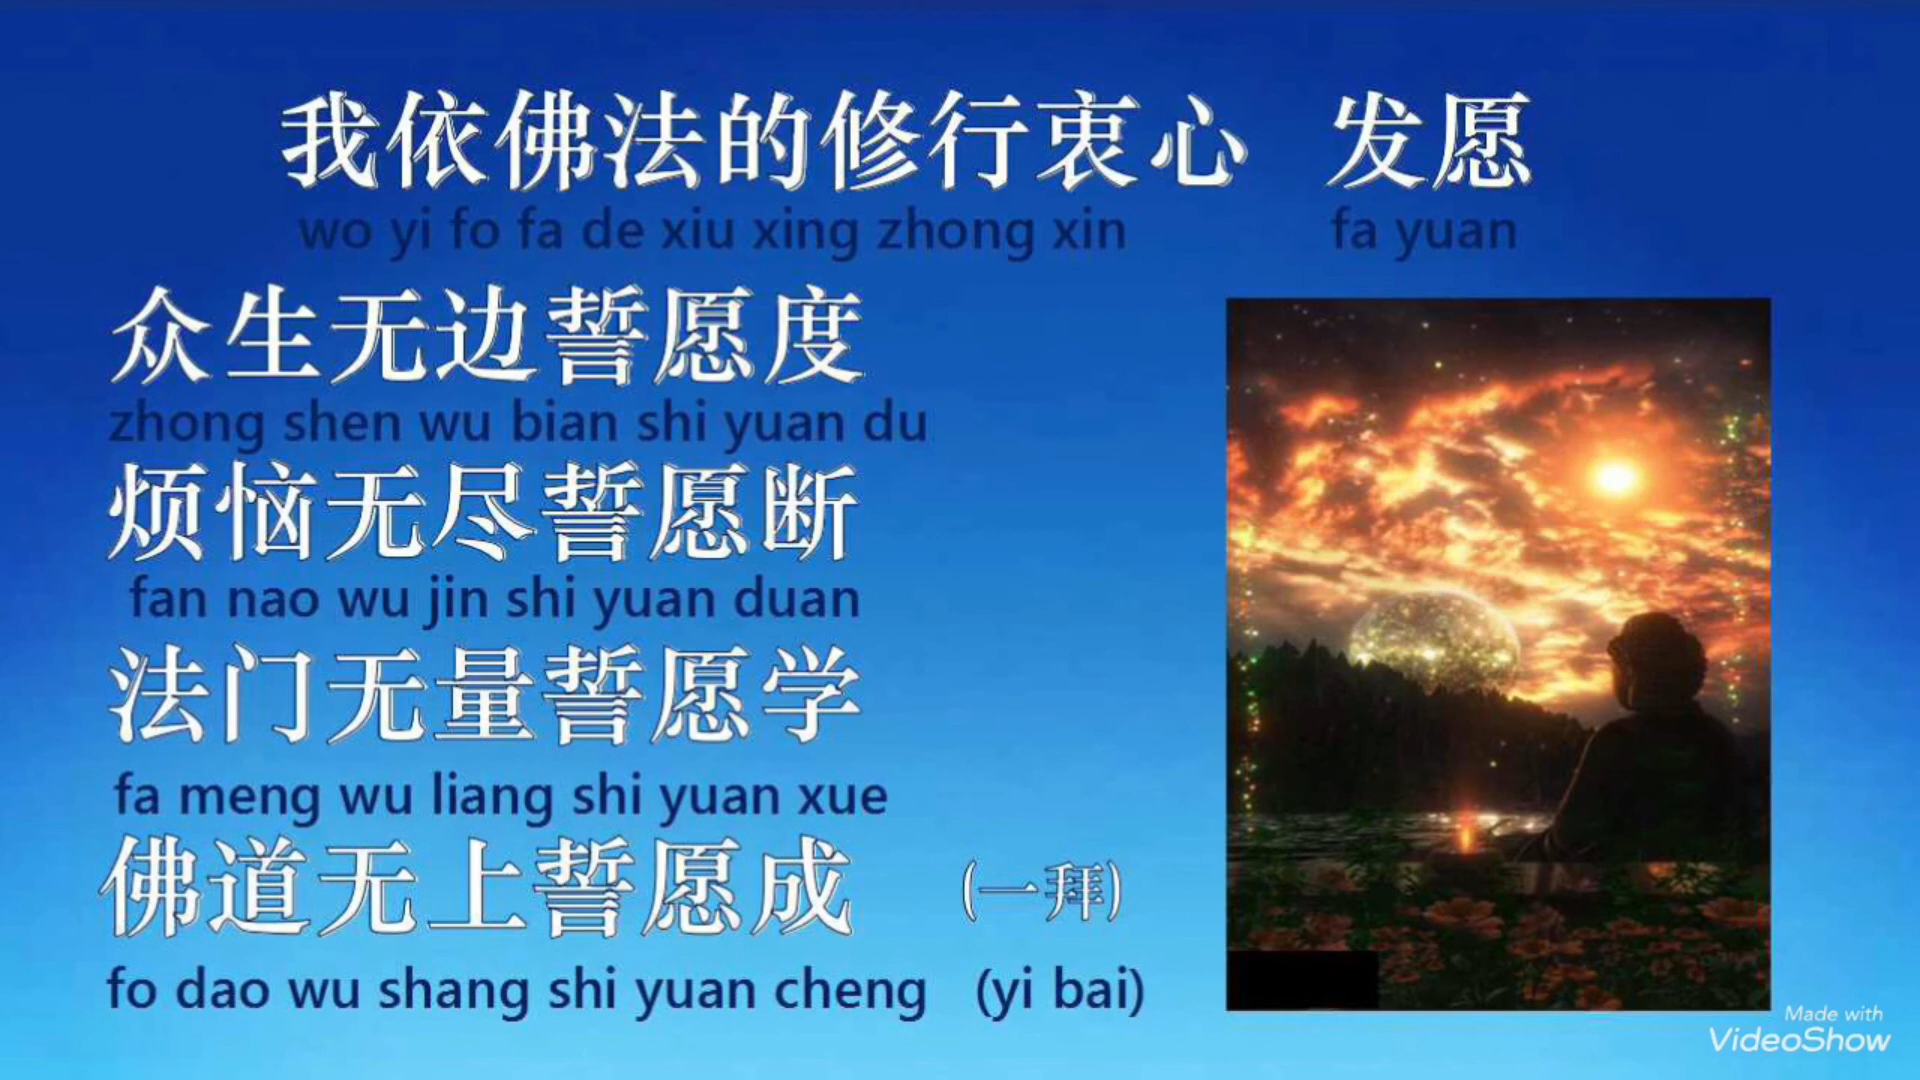 我依佛法的修行衷心 发愿
wo yi fo fa de xiu xing zhong xin fa yuan
众生无边誓愿度
zhong shen wu bian shi yuan du
烦恼无尽誓愿断
fan nao wu jin shi yuan duan
法门无量誓愿学
fa meng wu liang shi yuan xue
佛道无上誓愿成 (一拜)
fo dao wu shang shi yuan cheng (yi bai)
Made with
VideoShow